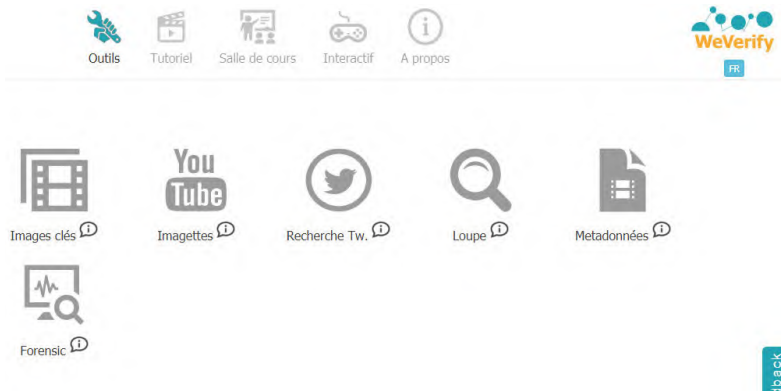 Outils
Tutoriel
Salle de cours
Interactif
A propos
WeVerify
FR
You
Tube
Images clés
Imagettes
Recherche Tw.
Loupe
Metadonnées
Forensic
back